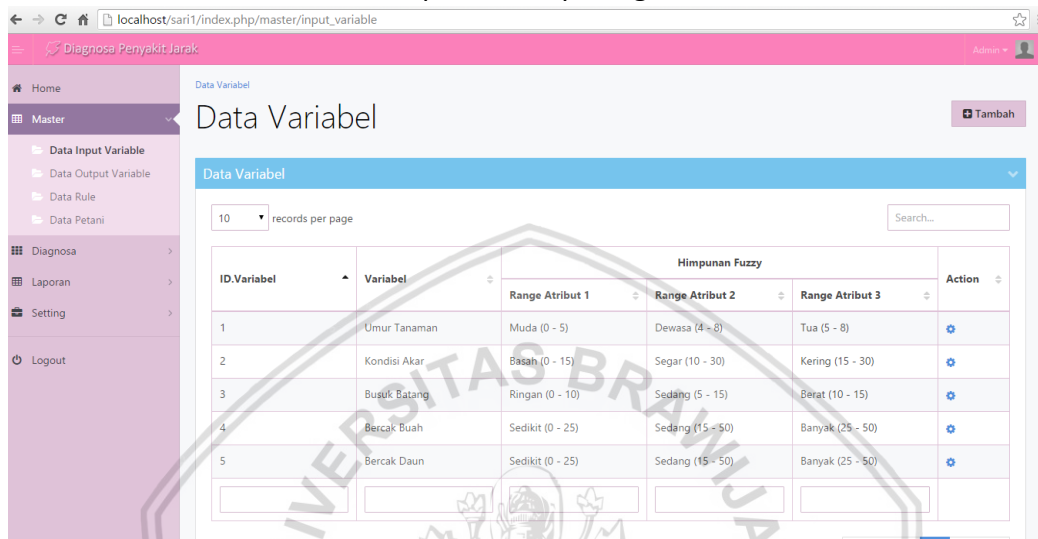 localhost/sari1/index.php/master/input_variable
Diagnosa Penyakit Jarak
Admin
Home
Master
Data Input Variable
Data Output Variable
Data Rule
Data Petani
Diagnosa
Laporan
Setting
Logout
Data Variabel
Data Variabel
Tambah
Data Variabel
10 records per page
Search...
Himpunan Fuzzy
ID.Variabel Variabel Range Atribut 1 Range Atribut 2 Range Atribut 3 Action
1 Umur Tanaman Muda (0 - 5) Dewasa (4 - 8) Tua (5 - 8)
2 Kondisi Akar Basah (0 - 15) Segar (10 - 30) Kering (15 - 30)
3 Busuk Batang Ringan (0 - 10) Sedang (5 - 15) Berat (10 - 15)
4 Bercak Buah Sedikit (0 - 25) Sedang (15 - 50) Banyak (25 - 50)
5 Bercak Daun Sedikit (0 - 25) Sedang (15 - 50) Banyak (25 - 50)